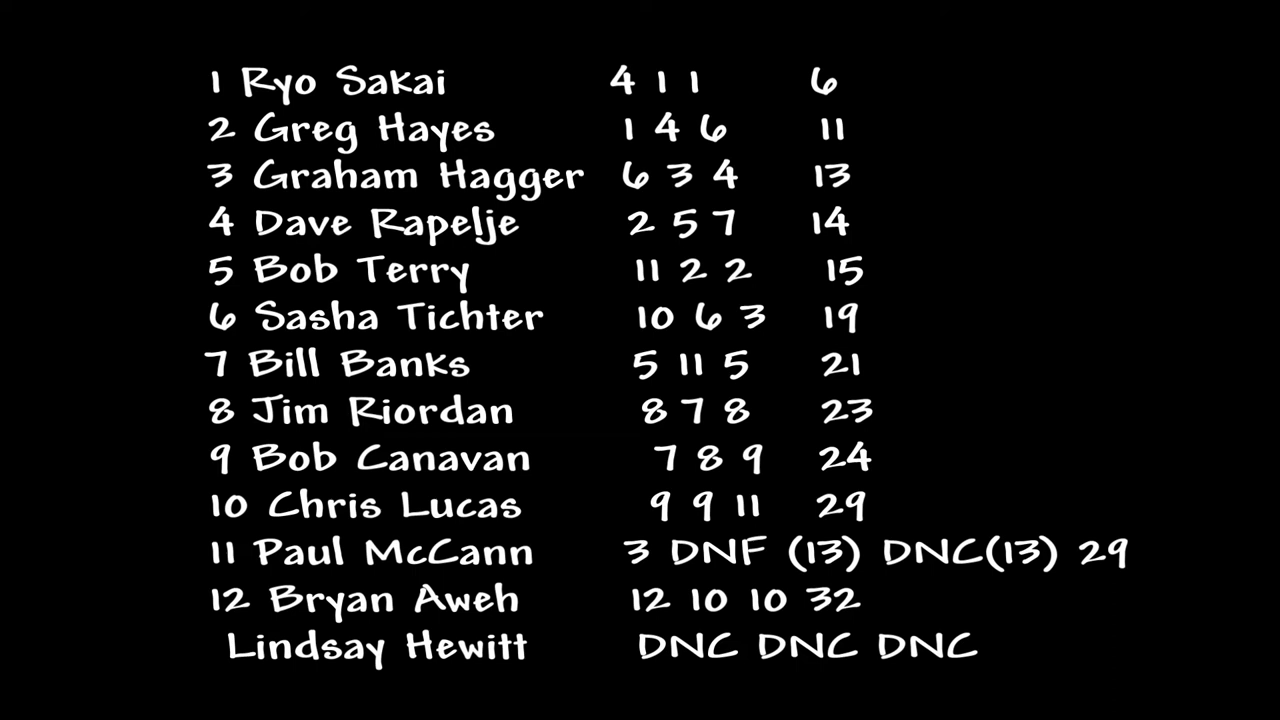 1 Ryo Sakai 4 1 1 6
2 Greg Hayes 1 4 6 11
3 Graham Hagger 6 3 4 13
4 Dave Rapelje 2 5 7 14
5 Bob Terry 11 2 2 15
6 Sasha Tichter 10 6 3 19
7 Bill Banks 5 11 5 21
8 Jim Riordan 8 7 8 23
9 Bob Canavan 7 8 9 24
10 Chris Lucas 9 9 11 29
11 Paul McCann 3 DNF (13) DNC(13) 29
12 Bryan Aweh 12 10 10 32
Lindsay Hewitt DNC DNC DNC